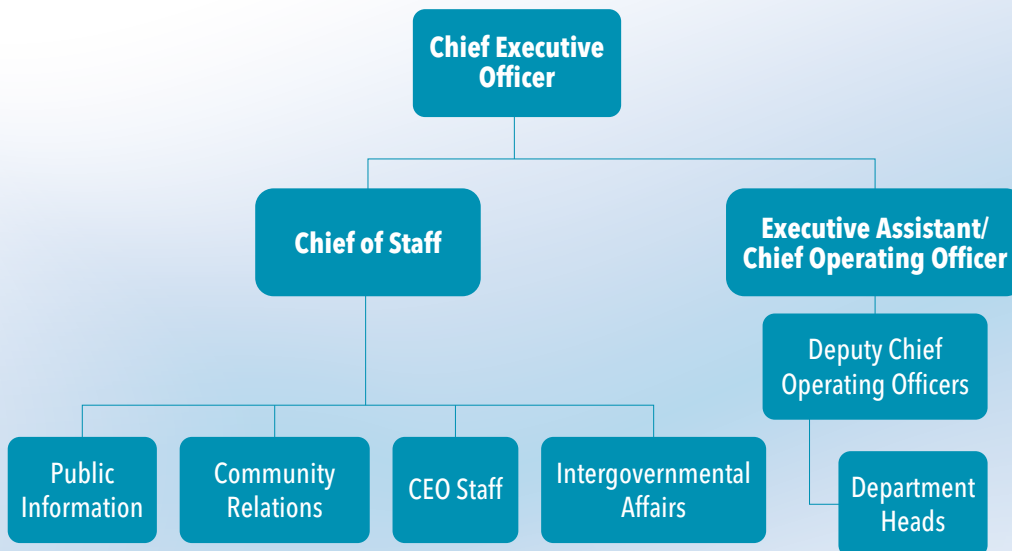 Chief Executive
Officer
Chief of Staff
Executive Assistant/
Chief Operating Officer
Deputy Chief
Operating Officers
Public
Information
Community
Relations
CEO Staff
Intergovernmental
Affairs
Department
Heads